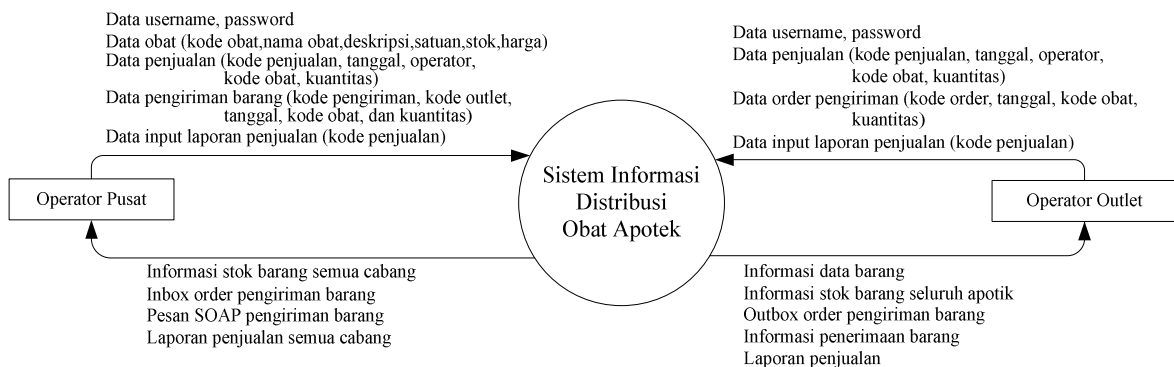 Data username, password
Data obat (kode obat,nama obat,deskripsi,satuan,stok,harga)
Data penjualan (kode penjualan, tanggal, operator,
kode obat, kuantitas)
Data pengiriman barang (kode pengiriman, kode outlet,
tanggal, kode obat, dan kuantitas)
Data input laporan penjualan (kode penjualan)
Operator Pusat
Informasi stok barang semua cabang
Inbox order pengiriman barang
Pesan SOAP pengiriman barang
Laporan penjualan semua cabang
Sistem Informasi
Distribusi
Obat Apotek
Data username, password
Data penjualan (kode penjualan, tanggal, operator,
kode obat, kuantitas)
Data order pengiriman (kode order, tanggal, kode obat,
kuantitas)
Data input laporan penjualan (kode penjualan)
Operator Outlet
Informasi data barang
Informasi stok barang seluruh apotik
Outbox order pengiriman barang
Informasi penerimaan barang
Laporan penjualan